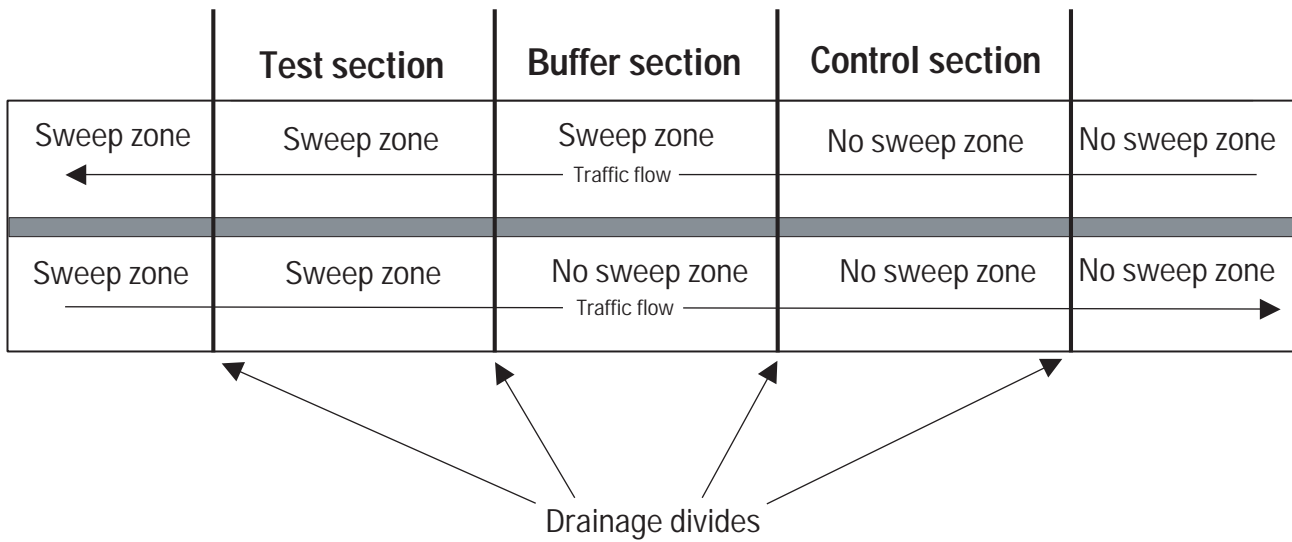 Test section
Buffer section
Control section
Sweep zone
Sweep zone
Sweep zone
No sweep zone
No sweep zone
Traffic flow
Sweep zone
Sweep zone
No sweep zone
No sweep zone
No sweep zone
Traffic flow
Drainage divides